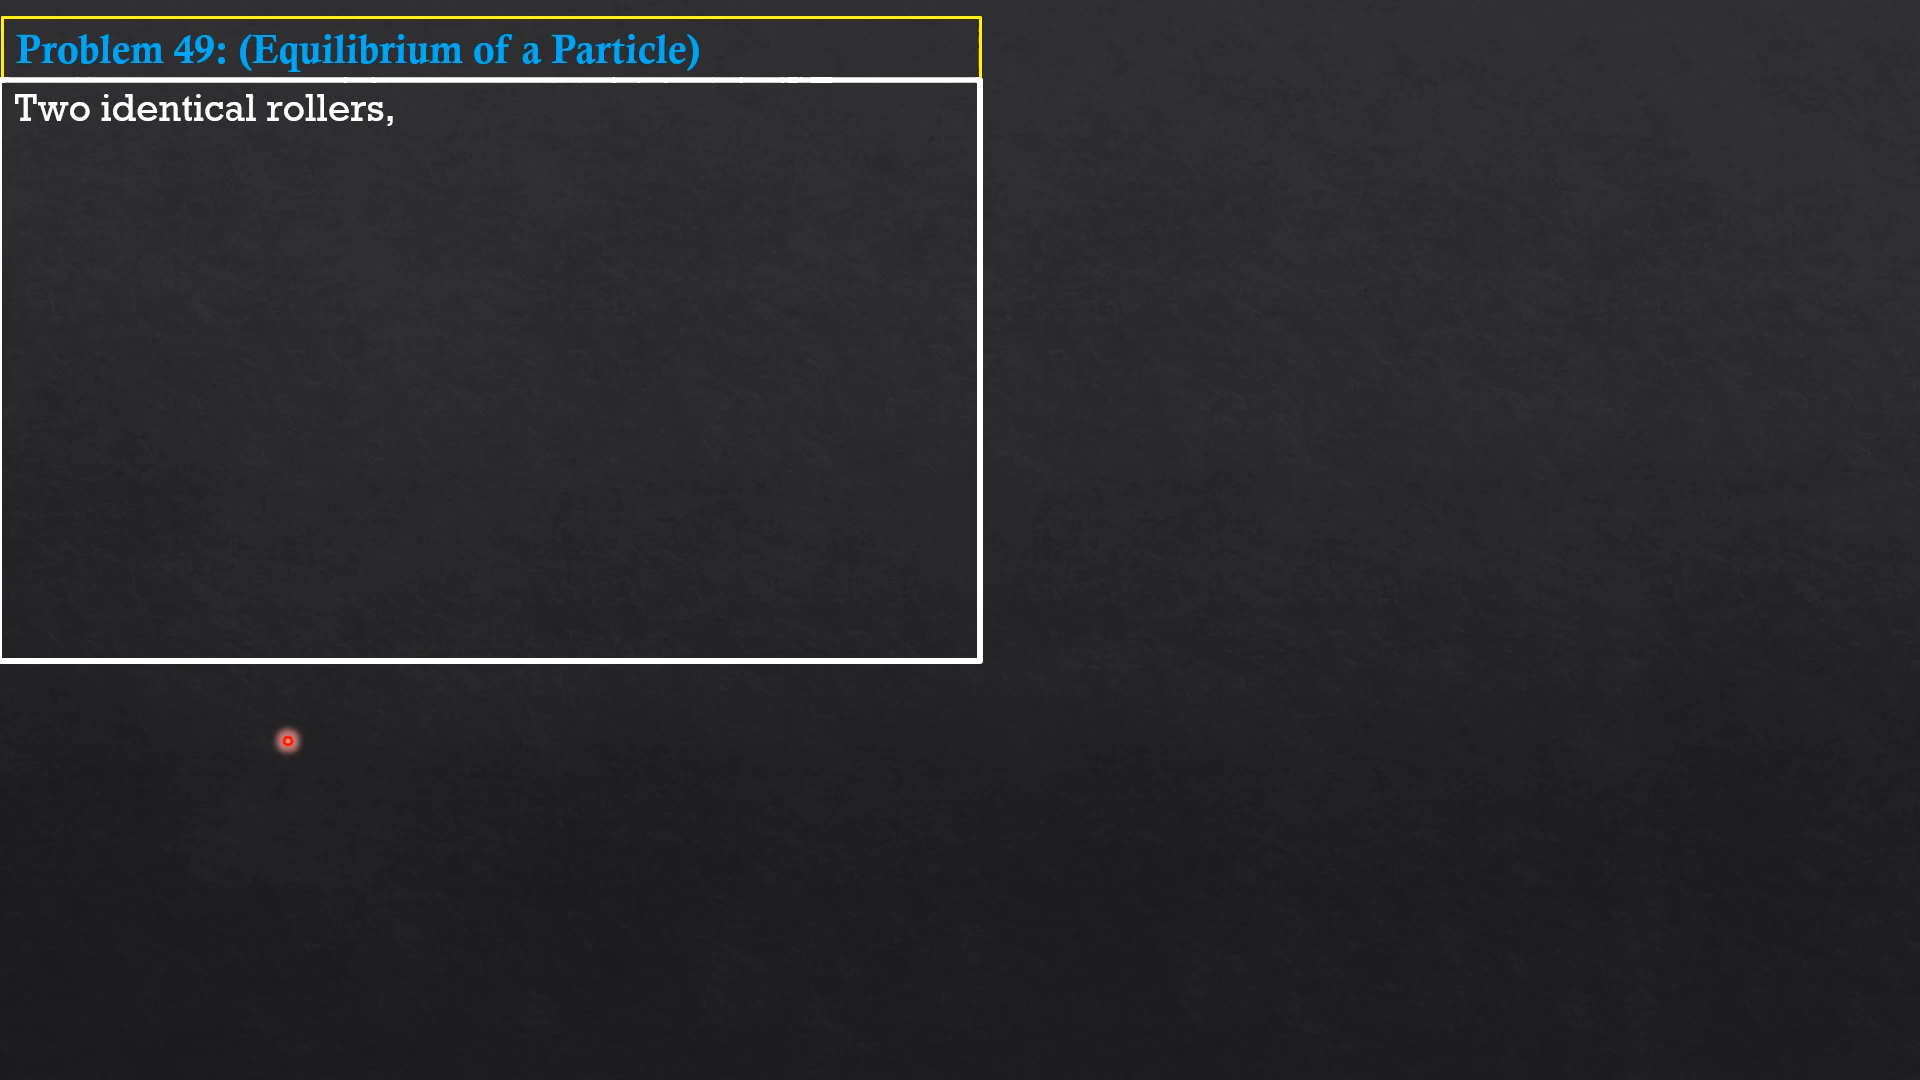 Problem 49: (Equilibrium of a Particle)
Two identical rollers,